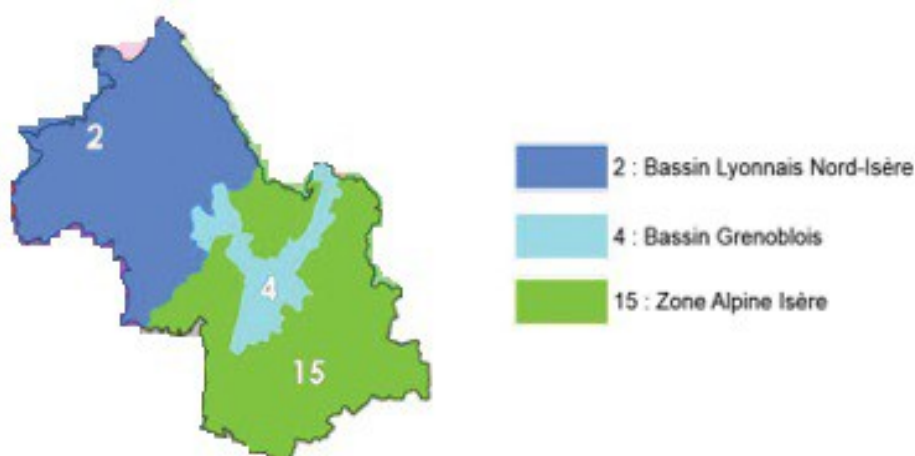 2
4
15
2 : Bassin Lyonnais Nord-Isère
4 : Bassin Grenoblois
15 : Zone Alpine Isère